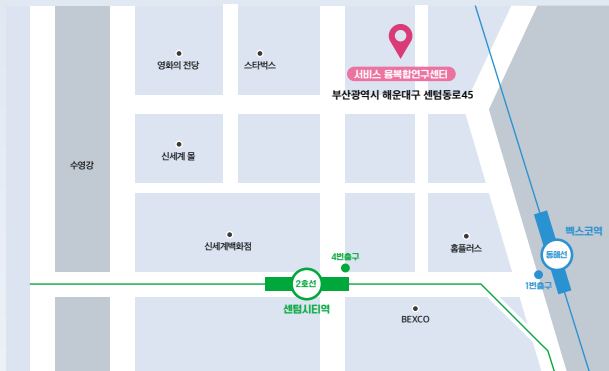 영화의 전당
스타벅스
서비스 융복합연구센터
부산광역시 해운대구 센텀동로45
신세계 몰
수영강
신세계백화점
홈플러스
벡스코역
동해선
4번출구
2호선
1번출구
센텀시티역
BEXCO